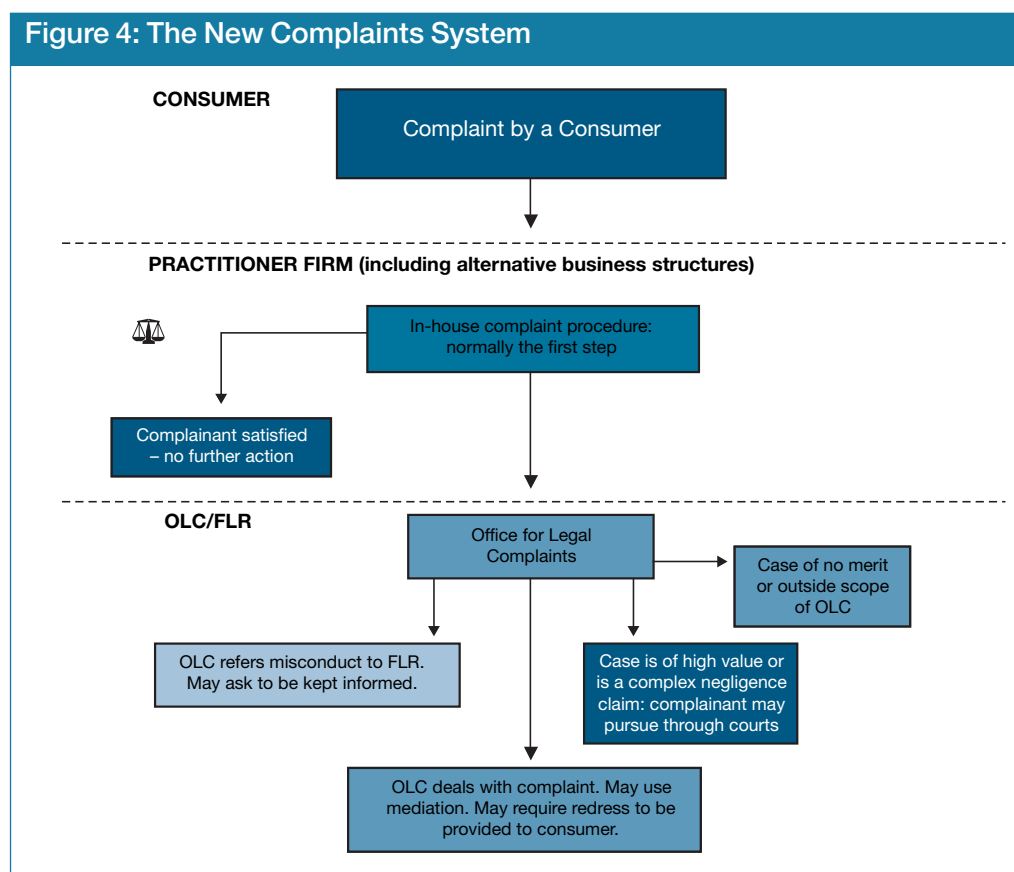 Figure 4: The New Complaints System
CONSUMER
Complaint by a Consumer
PRACTITIONER FIRM (including alternative business structures)
In-house complaint procedure:
normally the first step
Complainant satisfied
– no further action
OLC/FLR
Office for Legal
Complaints
Case of no merit
or outside scope
of OLC
OLC refers misconduct to FLR.
May ask to be kept informed.
Case is of high value or
is a complex negligence
claim: complainant may
pursue through courts
OLC deals with complaint. May use
mediation. May require redress to be
provided to consumer.